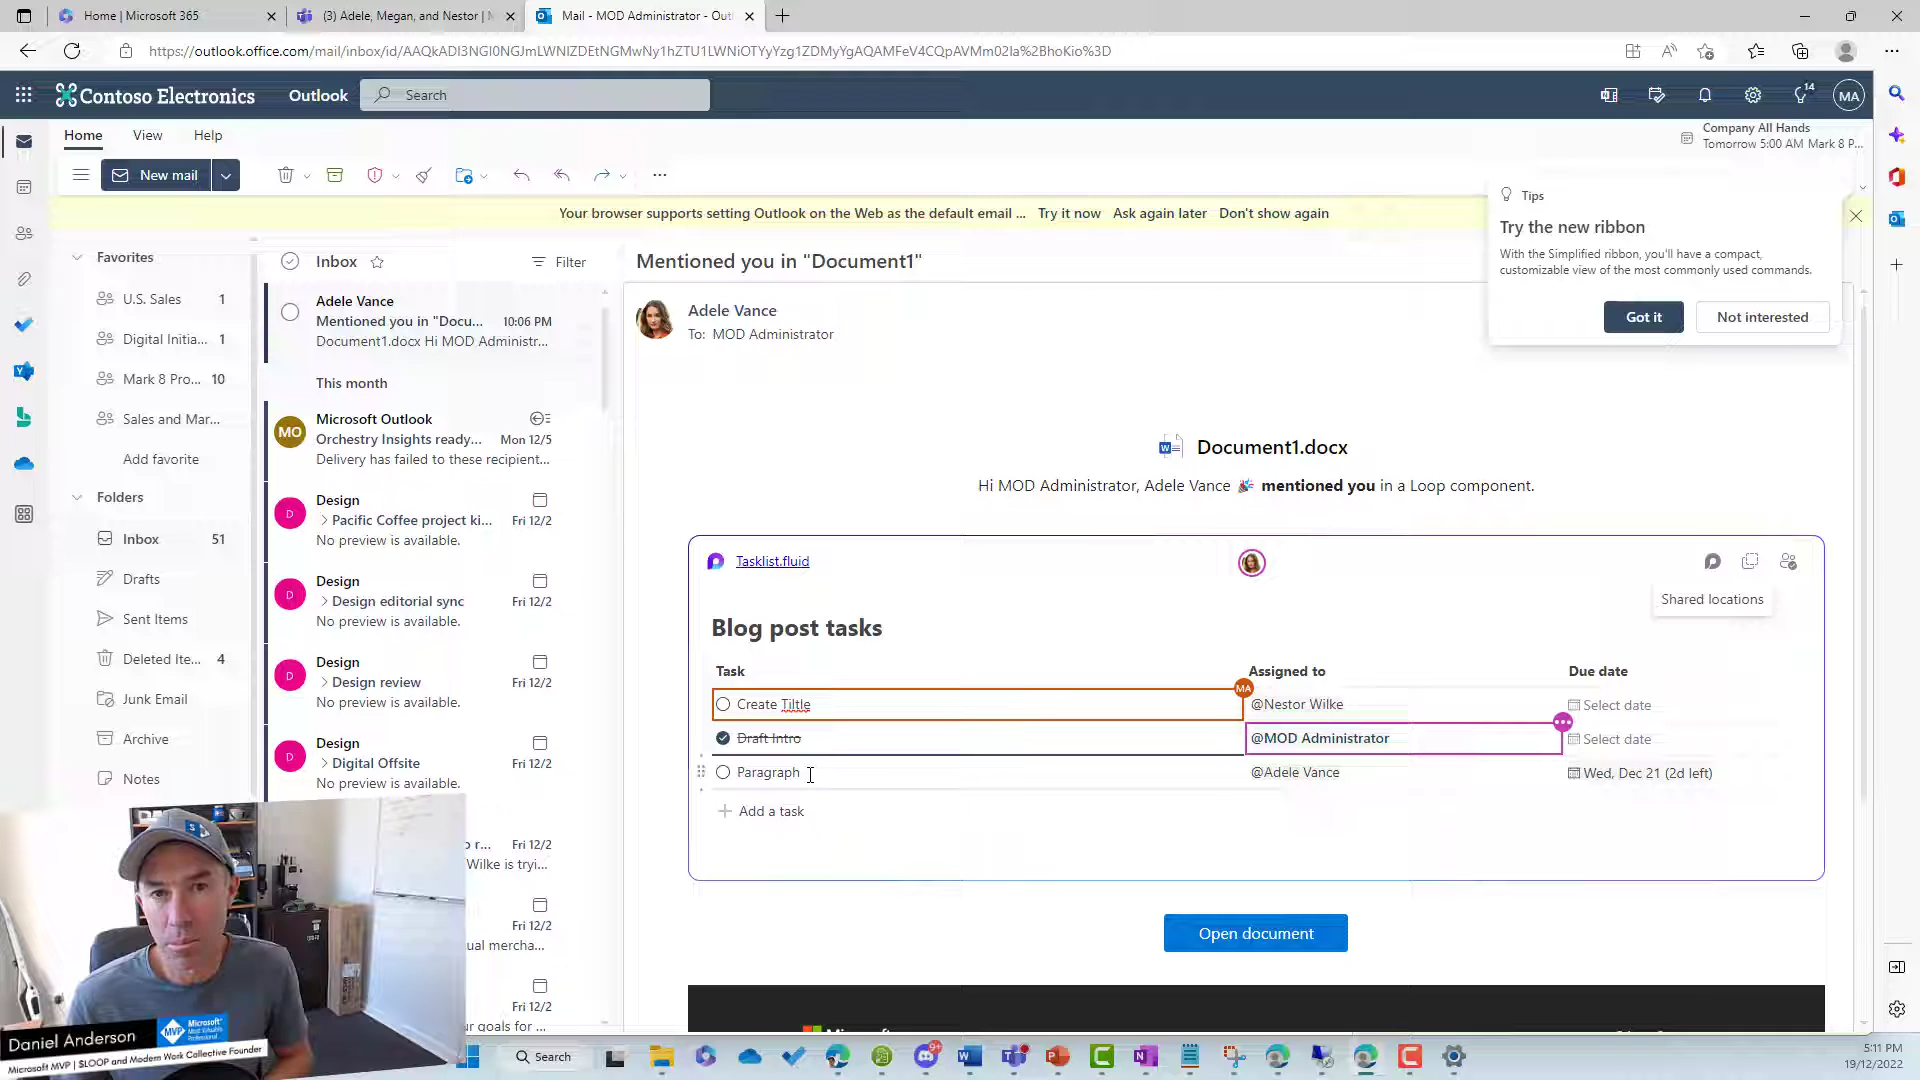 Home | Microsoft 365
(3) Adele, Megan, and Nestor |
Mail - MOD Administrator - Out
https://outlook.office.com/mail/inbox/id/AAQkADI3NGI0NGJmLWNlZDEtNGMwNy1hZTU1LWNiOTYyYzg1ZDMyYgAQAMFeV4CQpAVMm02Ia%2BhoKio%3D
Contoso Electronics
Outlook
Search
14
MA
Home
View
Help
Company All Hands
Tomorrow 5:00 AM Mark 8 P...
New mail
Your browser supports setting Outlook on the Web as the default email ...
Try it now
Ask again later
Don't show again
Tips
Try the new ribbon
With the Simplified ribbon, you'll have a compact,
customizable view of the most commonly used commands.
Got it
Not interested
Favorites
U.S. Sales 1
Digital Initia... 1
Mark 8 Pro... 10
Sales and Mar...
Add favorite
Folders
Inbox 51
Drafts
Sent Items
Deleted Ite... 4
Junk Email
Archive
Notes
Inbox
Filter
Adele Vance
Mentioned you in "Docu... 10:06 PM
Document1.docx Hi MOD Administr...
This month
MO
Microsoft Outlook
Orchestry Insights ready... Mon 12/5
Delivery has failed to these recipient...
D
Design
Pacific Coffee project ki... Fri 12/2
No preview is available.
D
Design
Design editorial sync Fri 12/2
No preview is available.
D
Design
Design review Fri 12/2
No preview is available.
D
Design
Digital Offsite Fri 12/2
No preview is available.
r... Fri 12/2
Wilke is tryi...
Fri 12/2
ual mercha...
Fri 12/2
ur goals for ...
Mentioned you in "Document1"
Adele Vance
To: MOD Administrator
Document1.docx
Hi MOD Administrator, Adele Vance mentioned you in a Loop component.
Tasklist.fluid
Shared locations
Blog post tasks
Task Assigned to Due date
MA
Create Tiltle @Nestor Wilke Select date
Draft Intro @MOD Administrator Select date
Paragraph @Adele Vance Wed, Dec 21 (2d left)
Add a task
Open document
Daniel Anderson
MVP Microsoft® Most Valuable Professional
Microsoft MVP | $LOOP and Modern Work Collective Founder
Search
9+
5:11 PM
19/12/2022